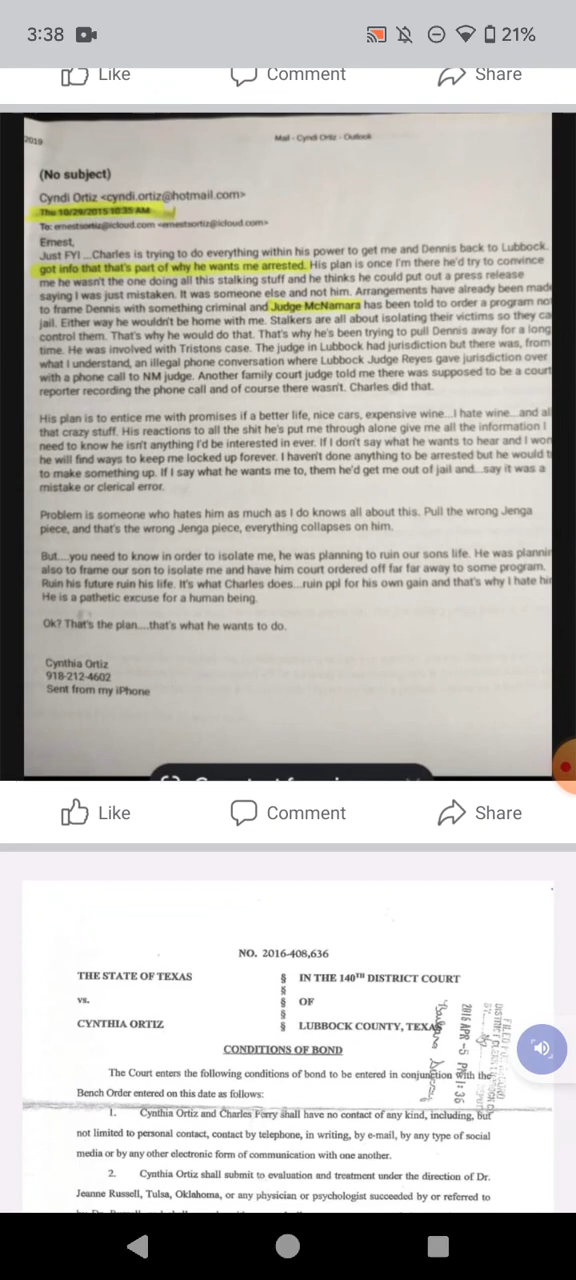 3:38
21%
Like
Comment
Share
2019
Mail - Cyndi Ortiz - Outlook
(No subject)
Cyndi Ortiz <cyndi.ortiz@hotmail.com>
Thu 10/29/2015 10:35 AM
To: ernestsortiz@icloud.com <ernestsortiz@icloud.com>
Ernest,
Just FYI ...Charles is trying to do everything within his power to get me and Dennis back to Lubbock.
got info that that's part of why he wants me arrested. His plan is once I'm there he'd try to convince
me he wasn't the one doing all this stalking stuff and he thinks he could put out a press release
saying I was just mistaken. It was someone else and not him. Arrangements have already been made
to frame Dennis with something criminal and Judge McNamara has been told to order a program no
jail. Either way he wouldn't be home with me. Stalkers are all about isolating their victims so they ca
control them. That's why he would do that. That's why he's been trying to pull Dennis away for a long
time. He was involved with Tristons case. The judge in Lubbock had jurisdiction but there was, from
what I understand, an illegal phone conversation where Lubbock Judge Reyes gave jurisdiction over
with a phone call to NM judge. Another family court judge told me there was supposed to be a court
reporter recording the phone call and of course there wasn't. Charles did that.
His plan is to entice me with promises if a better life, nice cars, expensive wine...I hate wine...and al
that crazy stuff. His reactions to all the shit he's put me through alone give me all the information I
need to know he isn't anything I'd be interested in ever. If I don't say what he wants to hear and I won
he will find ways to keep me locked up forever. I haven't done anything to be arrested but he would t
to make something up. If I say what he wants me to, them he'd get me out of jail and...say it was a
mistake or clerical error.
Problem is someone who hates him as much as I do knows all about this. Pull the wrong Jenga
piece, and that's the wrong Jenga piece, everything collapses on him.
But....you need to know in order to isolate me, he was planning to ruin our sons life. He was plannin
also to frame our son to isolate me and have him court ordered off far far away to some program.
Ruin his future ruin his life. It's what Charles does...ruin ppl for his own gain and that's why I hate hi
He is a pathetic excuse for a human being.
Ok? That's the plan....that's what he wants to do.
Cynthia Ortiz
918-212-4602
Sent from my iPhone
Like
Comment
Share
NO. 2016-408,636
THE STATE OF TEXAS § IN THE 140TH DISTRICT COURT
§
vs. § OF
§
CYNTHIA ORTIZ § LUBBOCK COUNTY, TEXAS
2016 APR -5 PM 1:36
CONDITIONS OF BOND
The Court enters the following conditions of bond to be entered in conjunction with the
Bench Order entered on this date as follows:
1. Cynthia Ortiz and Charles Forry shall have no contact of any kind, including, but
not limited to personal contact, contact by telephone, in writing, by e-mail, by any type of social
media or by any other electronic form of communication with one another.
2. Cynthia Ortiz shall submit to evaluation and treatment under the direction of Dr.
Jeanne Russell, Tulsa, Oklahoma, or any physician or psychologist succeeded by or referred to